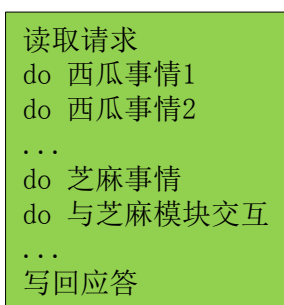 读取请求
do 西瓜事情1
do 西瓜事情2
...
do 芝麻事情
do 与芝麻模块交互
...
写回应答